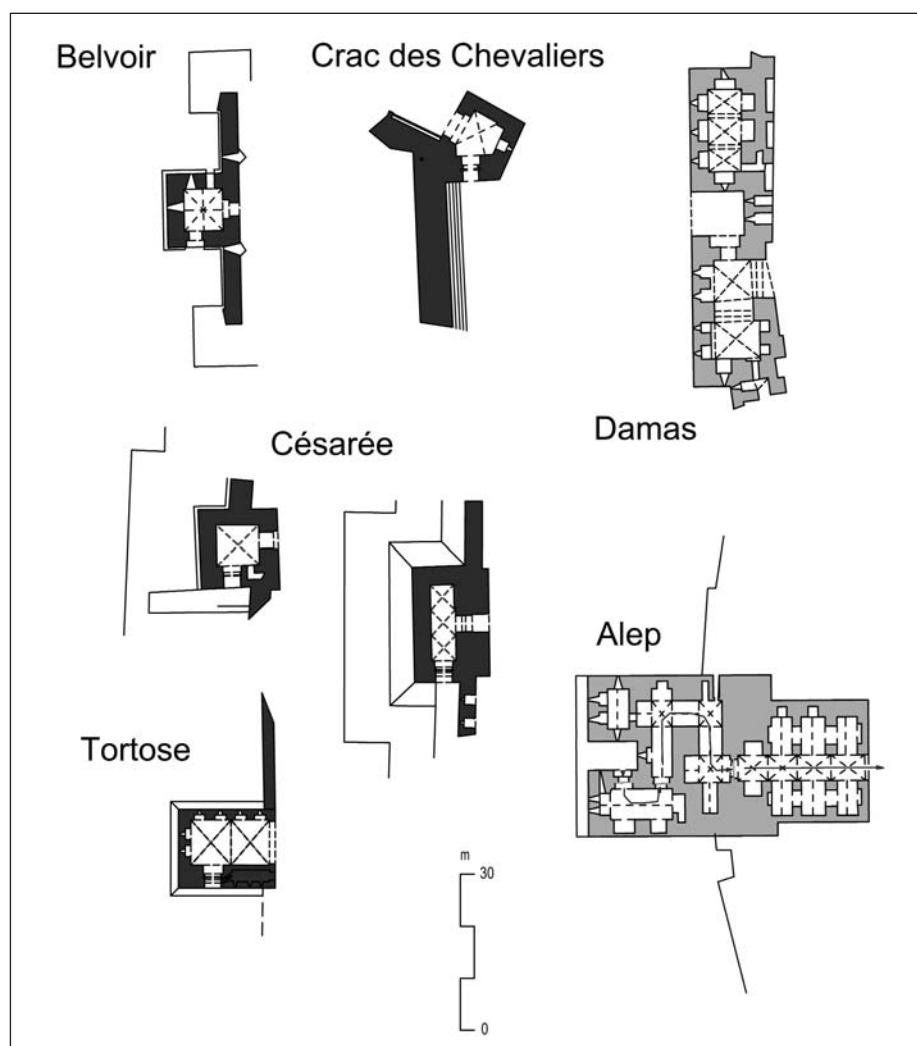 Belvoir
Crac des Chevaliers
Damas
Césarée
Alep
Tortose
m
30
0